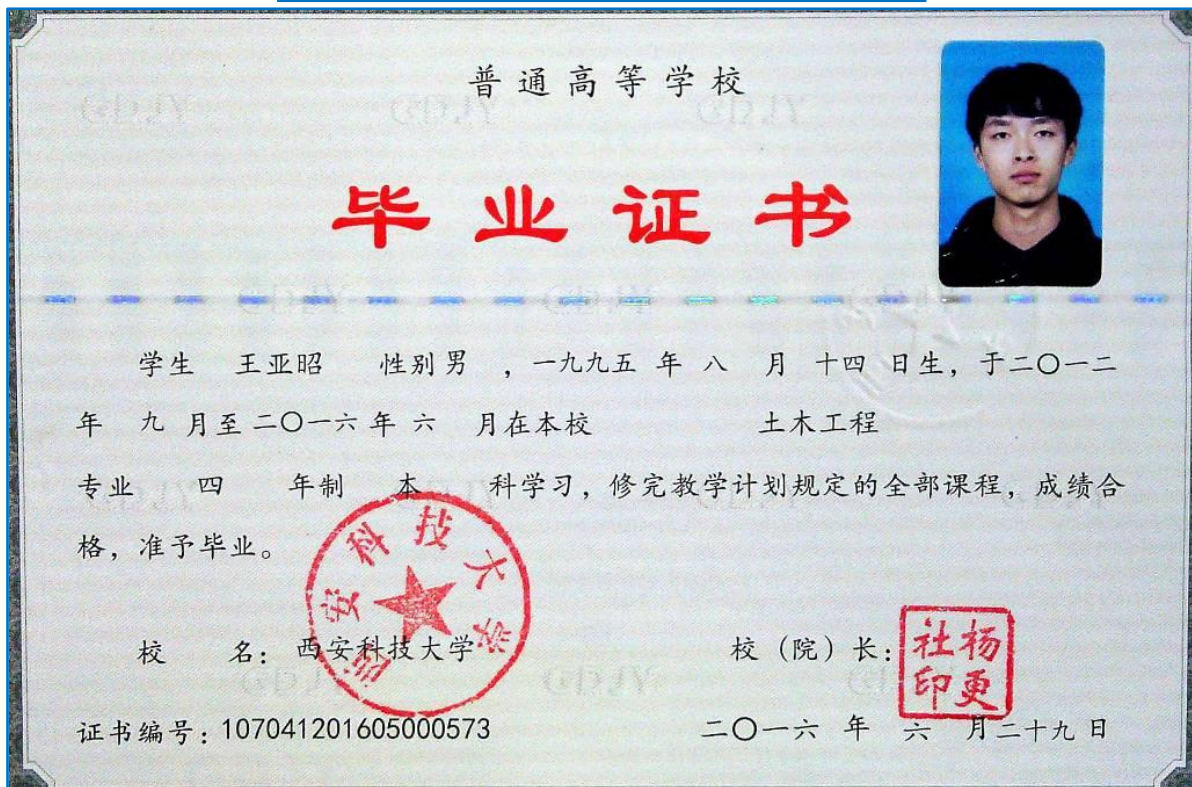 普通高等学校
毕业证书
学生 王亚昭 性别 男 ，一九九五 年 八 月 十四 日生，于二〇一二
年 九 月至 二〇一六 年 六 月在本校 土木工程
专业 四 年制 本 科学习，修完教学计划规定的全部课程，成绩合
格，准予毕业。
西安科技大学
校 名：西安科技大学 校（院）长：
杨更社印
证书编号：107041201605000573 二〇一六 年 六 月二十九 日